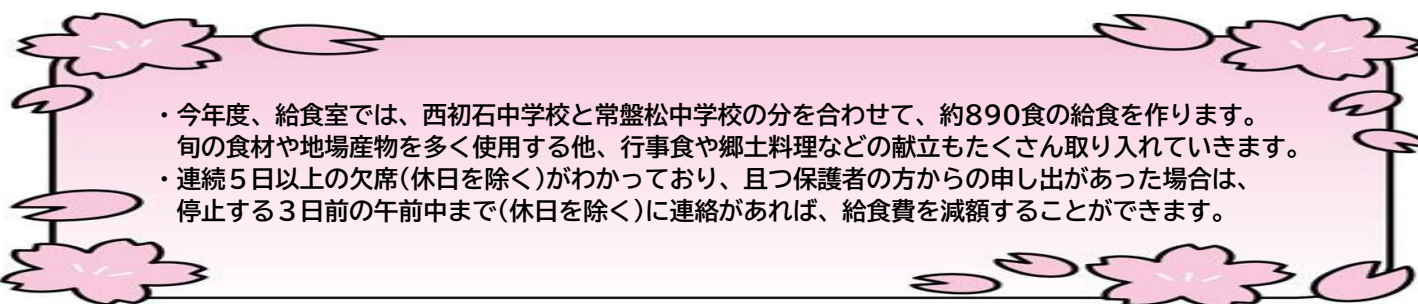 ・今年度、給食室では、西初石中学校と常盤松中学校の分を合わせて、約890食の給食を作ります。
旬の食材や地場産物を多く使用する他、行事食や郷土料理などの献立もたくさん取り入れていきます。
・連続5日以上の欠席(休日を除く)がわかっており、且つ保護者の方からの申し出があった場合は、
停止する3日前の午前中まで(休日を除く)に連絡があれば、給食費を減額することができます。